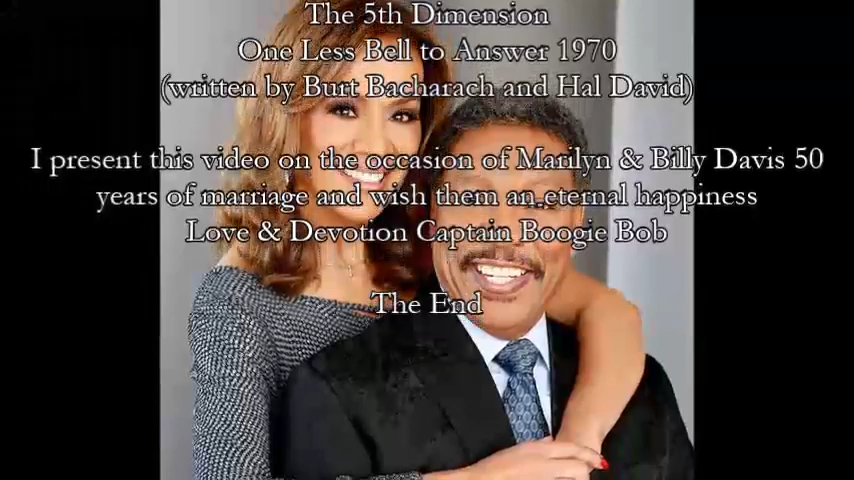 The 5th Dimension
One Less Bell to Answer 1970
(written by Burt Bacharach and Hal David)
I present this video on the occasion of Marilyn & Billy Davis 50
years of marriage and wish them an eternal happiness
Love & Devotion Captain Boogie Bob
The End